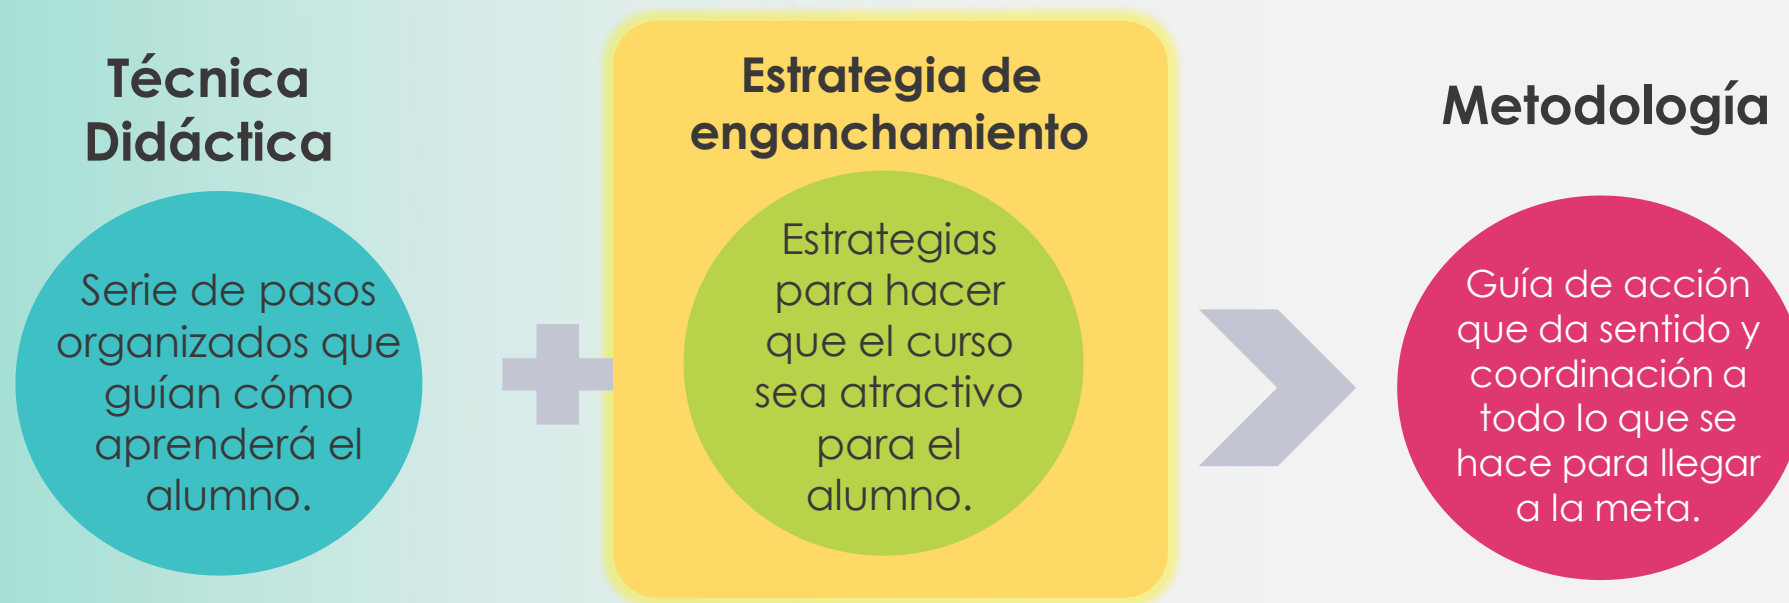 Técnica
Didáctica
Serie de pasos
organizados que
guían cómo
aprenderá el
alumno.
Estrategia de
enganchamiento
Estrategias
para hacer
que el curso
sea atractivo
para el
alumno.
Metodología
Guía de acción
que da sentido y
coordinación a
todo lo que se
hace para llegar
a la meta.